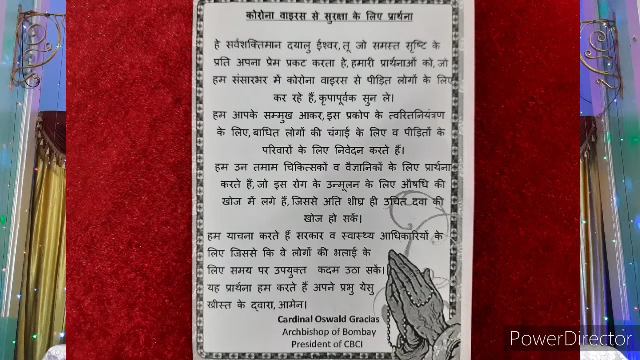 कोरोना वाइरस से सुरक्षा के लिए प्रार्थना
हे सर्वशक्तिमान दयालु ईश्वर, तू जो समस्त सृष्टि के
प्रति अपना प्रेम प्रकट करता है, हमारी प्रार्थनाओं को, जो
हम संसारभर में कोरोना वाइरस से पीड़ित लोगों के लिए
कर रहे हैं, कृपापूर्वक सुन ले।
हम आपके सम्मुख आकर, इस प्रकोप के त्वरितनियंत्रण
के लिए, बाधित लोगों की चंगाई के लिए व पीड़ितों के
परिवारों के लिए निवेदन करते हैं।
हम उन तमाम चिकित्सकों व वैज्ञानिकों के लिए प्रार्थना
करते हैं, जो इस रोग के उन्मूलन के लिए औषधि की
खोज में लगे हैं, जिससे अति शीघ्र ही उचित दवा की
खोज हो सकें।
हम याचना करते हैं सरकार व स्वास्थ्य आधिकारियों के
लिए जिससे कि वे लोगों की भलाई के
लिए समय पर उपयुक्त कदम उठा सकें।
यह प्रार्थना हम करते हैं अपने प्रभु येसु
ख्रीस्त के द्वारा, आमेन।
Cardinal Oswald Gracias
Archbishop of Bombay
President of CBCI
PowerDirector